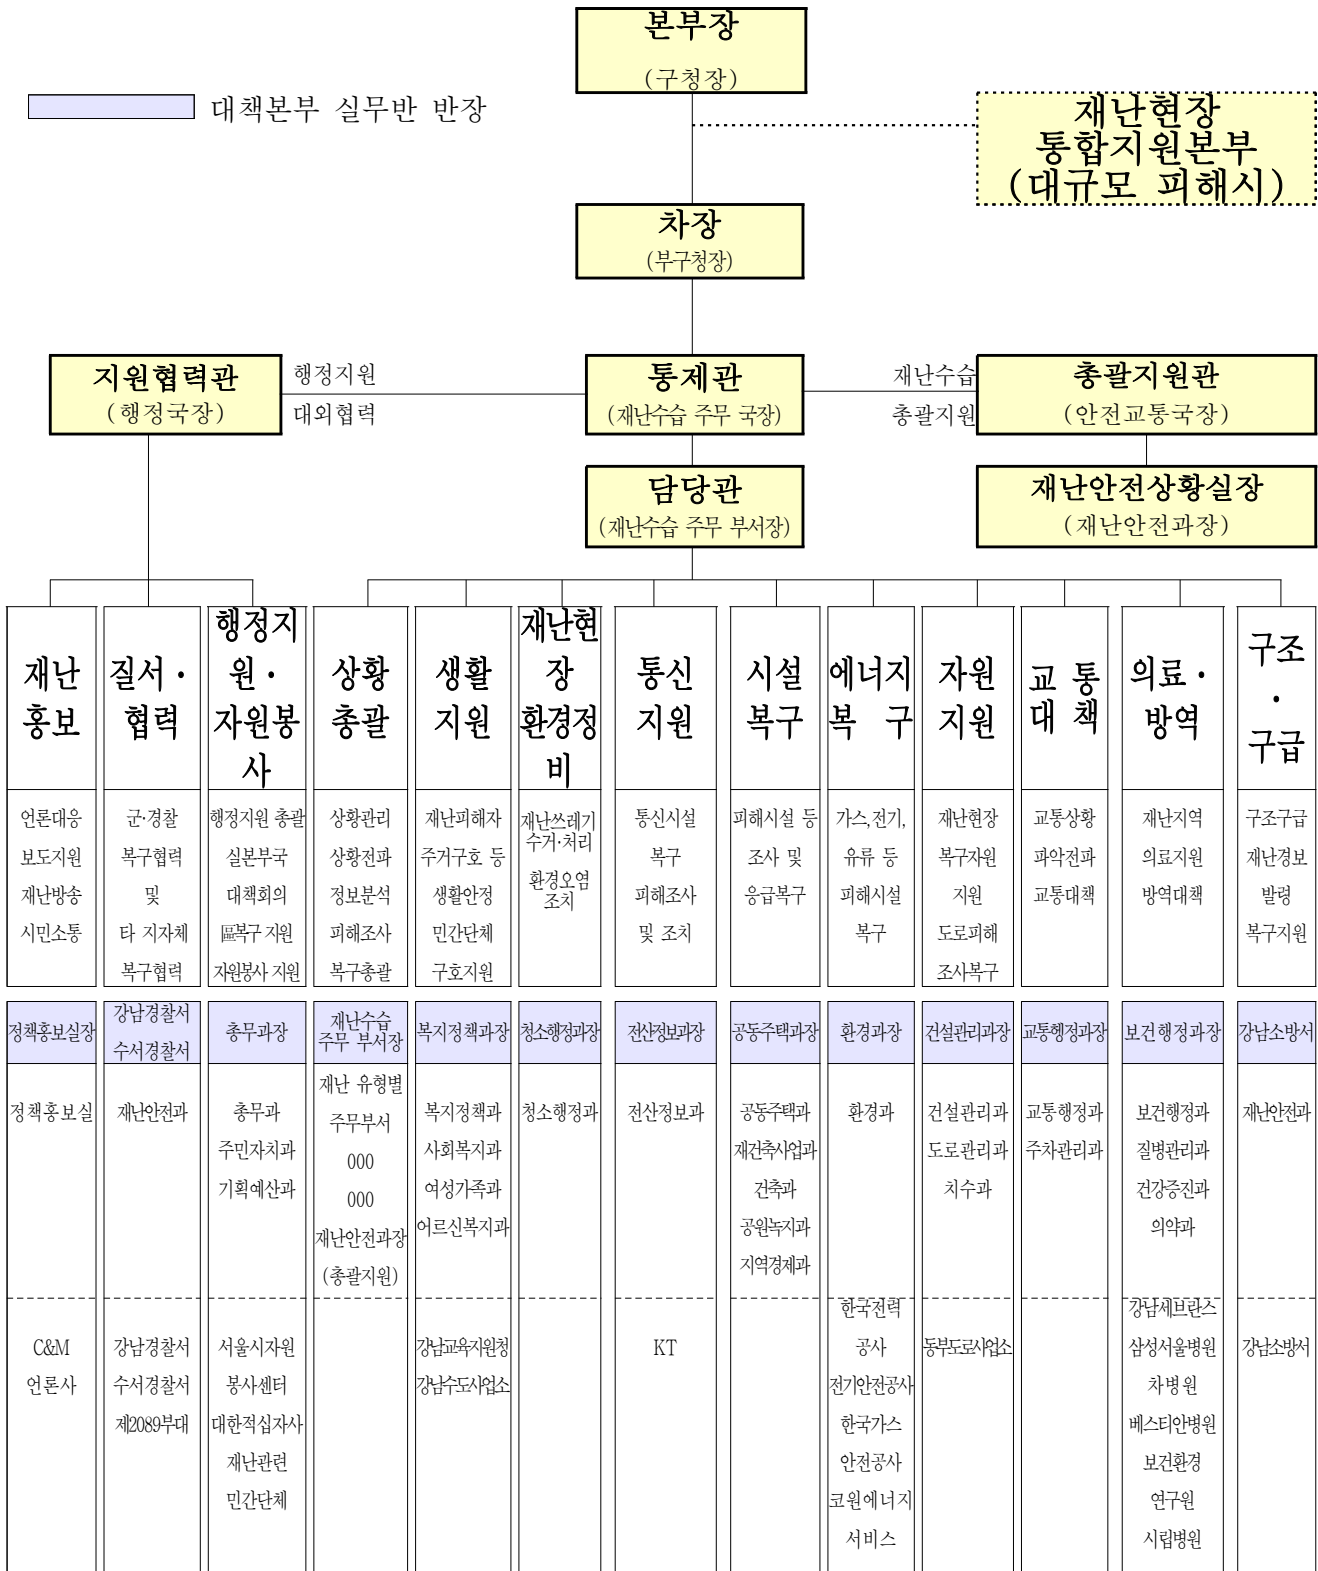 본부장
(구청장)
대책본부 실무반 반장
재난현장
통합지원본부
(대규모 피해시)
차장
(부구청장)
지원협력관
(행정국장)
행정지원
대외협력
통제관
(재난수습 주무 국장)
재난수습
총괄지원
총괄지원관
(안전교통국장)
담당관
(재난수습 주무 부서장)
재난안전상황실장
(재난안전과장)
재난
홍보
언론대응
보도지원
재난방송
시민소통
정책홍보실장
정책홍보실
C&M
언론사
질서·
협력
군·경찰
복구협력
및
타 지자체
복구협력
강남경찰서
수서경찰서
재난안전과
강남경찰서
수서경찰서
제2089부대
행정지
원·
자원봉
사
행정지원 총괄
실본부국
대책회의
區복구 지원
자원봉사 지원
총무과장
총무과
주민자치과
기획예산과
서울시자원
봉사센터
대한적십자사
재난관련
민간단체
상황
총괄
상황관리
상황전파
정보분석
피해조사
복구총괄
재난수습
주무 부서장
재난 유형별
주무부서
000
000
재난안전과장
(총괄지원)
생활
지원
재난피해자
주거구호 등
생활안정
민간단체
구호지원
복지정책과장
복지정책과
사회복지과
여성가족과
어르신복지과
강남교육지원청
강남수도사업소
재난현
장
환경정
비
재난쓰레기
수거·처리
환경오염
조치
청소행정과장
청소행정과
통신
지원
통신시설
복구
피해조사
및 조치
전산정보과장
전산정보과
KT
시설
복구
피해시설 등
조사 및
응급복구
공동주택과장
공동주택과
재건축사업과
건축과
공원녹지과
지역경제과
에너지
복 구
가스,전기,
유류 등
피해시설
복구
환경과장
환경과
한국전력
공사
전기안전공사
한국가스
안전공사
코원에너지
서비스
자원
지원
재난현장
복구자원
지원
도로피해
조사복구
건설관리과장
건설관리과
도로관리과
치수과
동부도로사업소
교 통
대 책
교통상황
파악전파
교통대책
교통헹정과장
교통행정과
주차관리과
의료·
방역
재난지역
의료지원
방역대책
보건행정과장
보건행정과
질병관리과
건강증진과
의약과
강남세브란스
삼성서울병원
차병원
베스티안병원
보건환경
연구원
시립병원
구조
·
구급
구조구급
재난경보
발령
복구지원
강남소방서
재난안전과
강남소방서